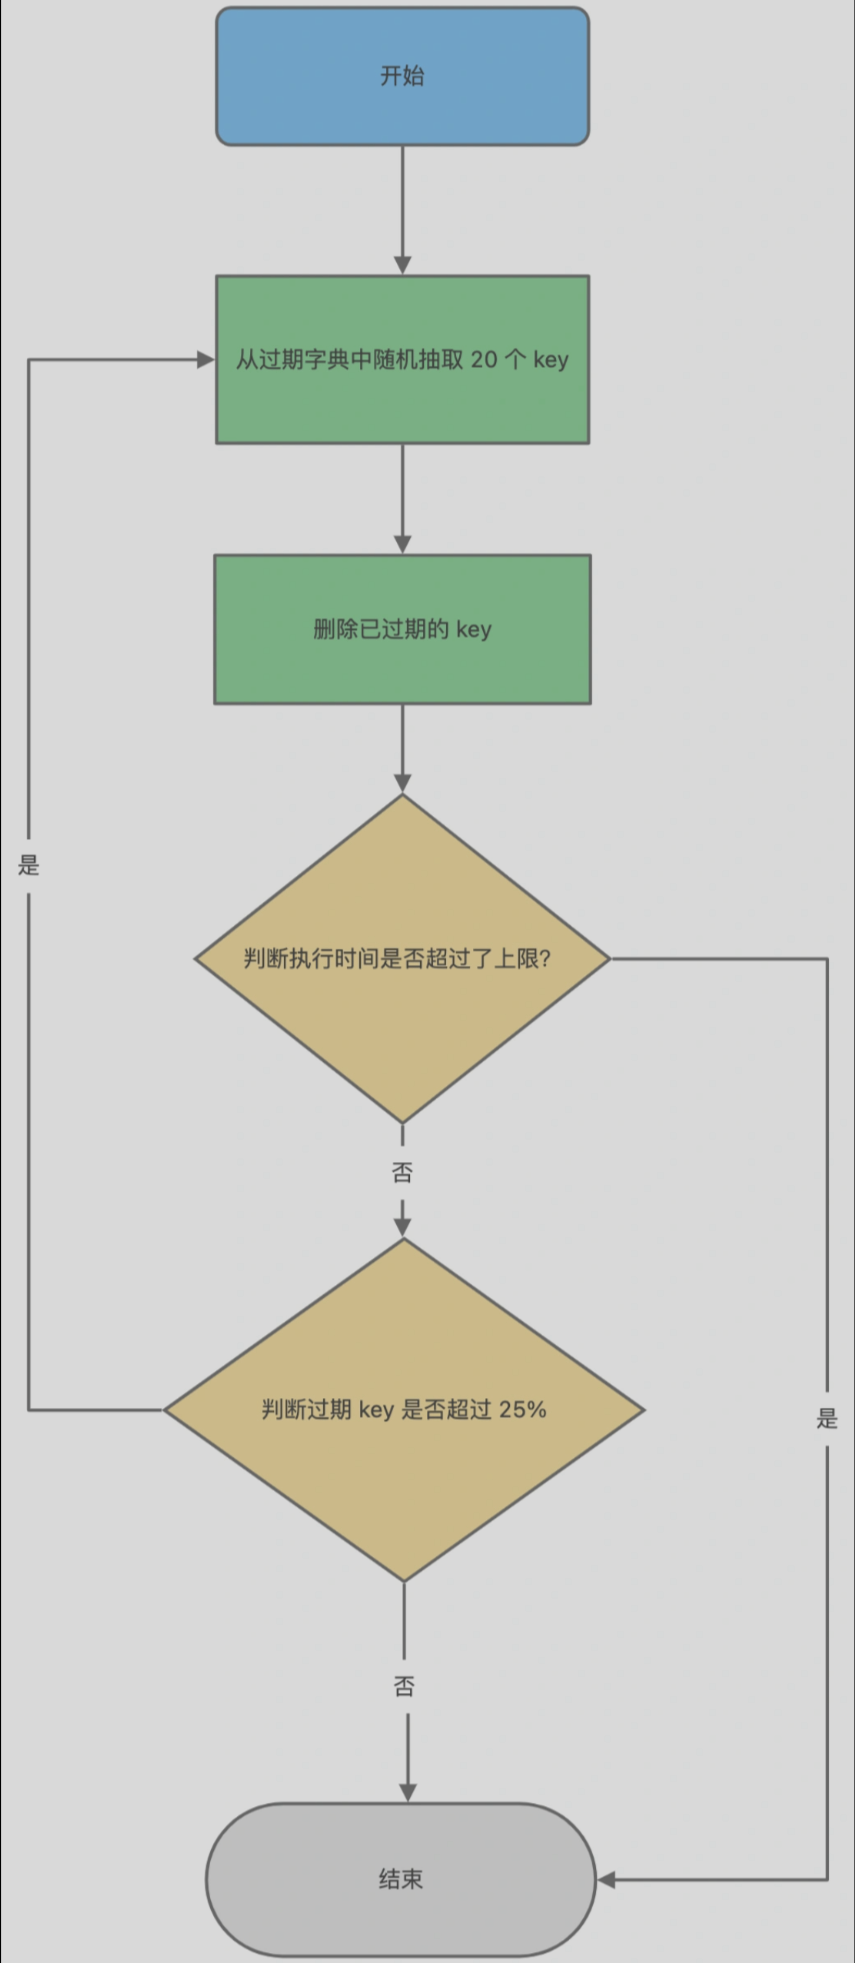 开始
从过期字典中随机抽取 20 个 key
删除已过期的 key
是
判断执行时间是否超过了上限?
否
判断过期 key 是否超过 25%
是
否
结束